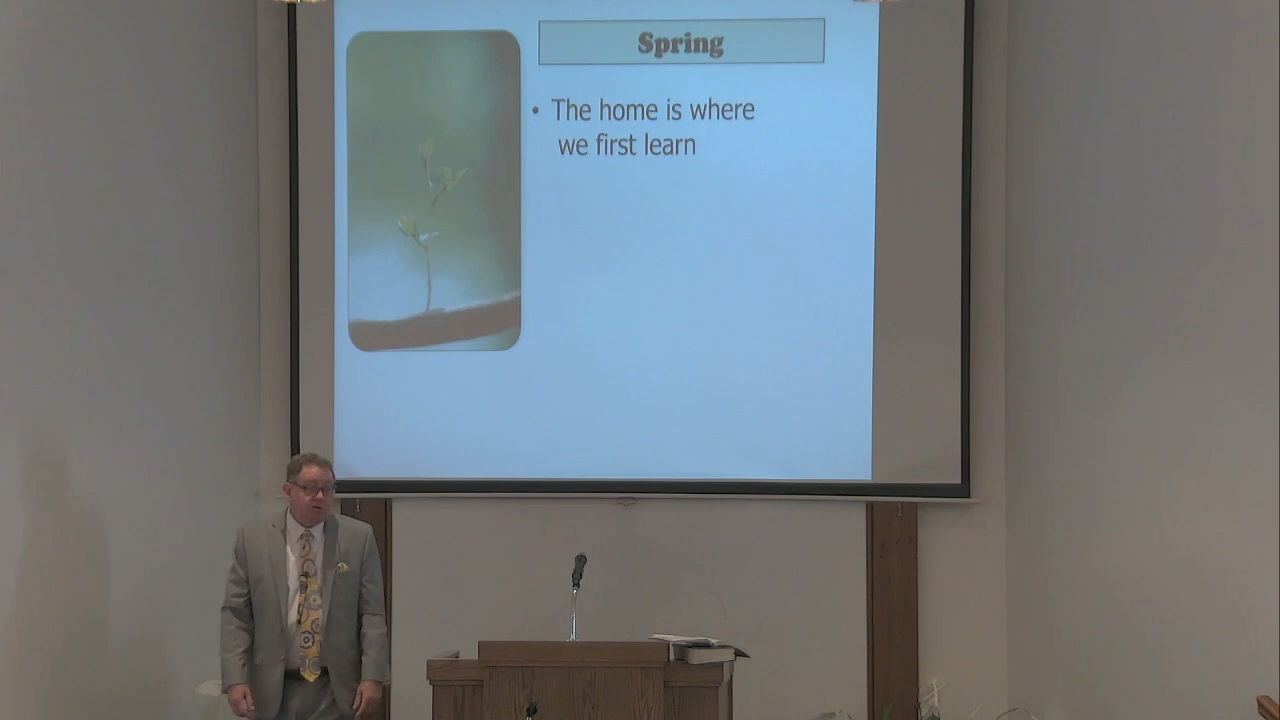 Spring
• The home is where
we first learn